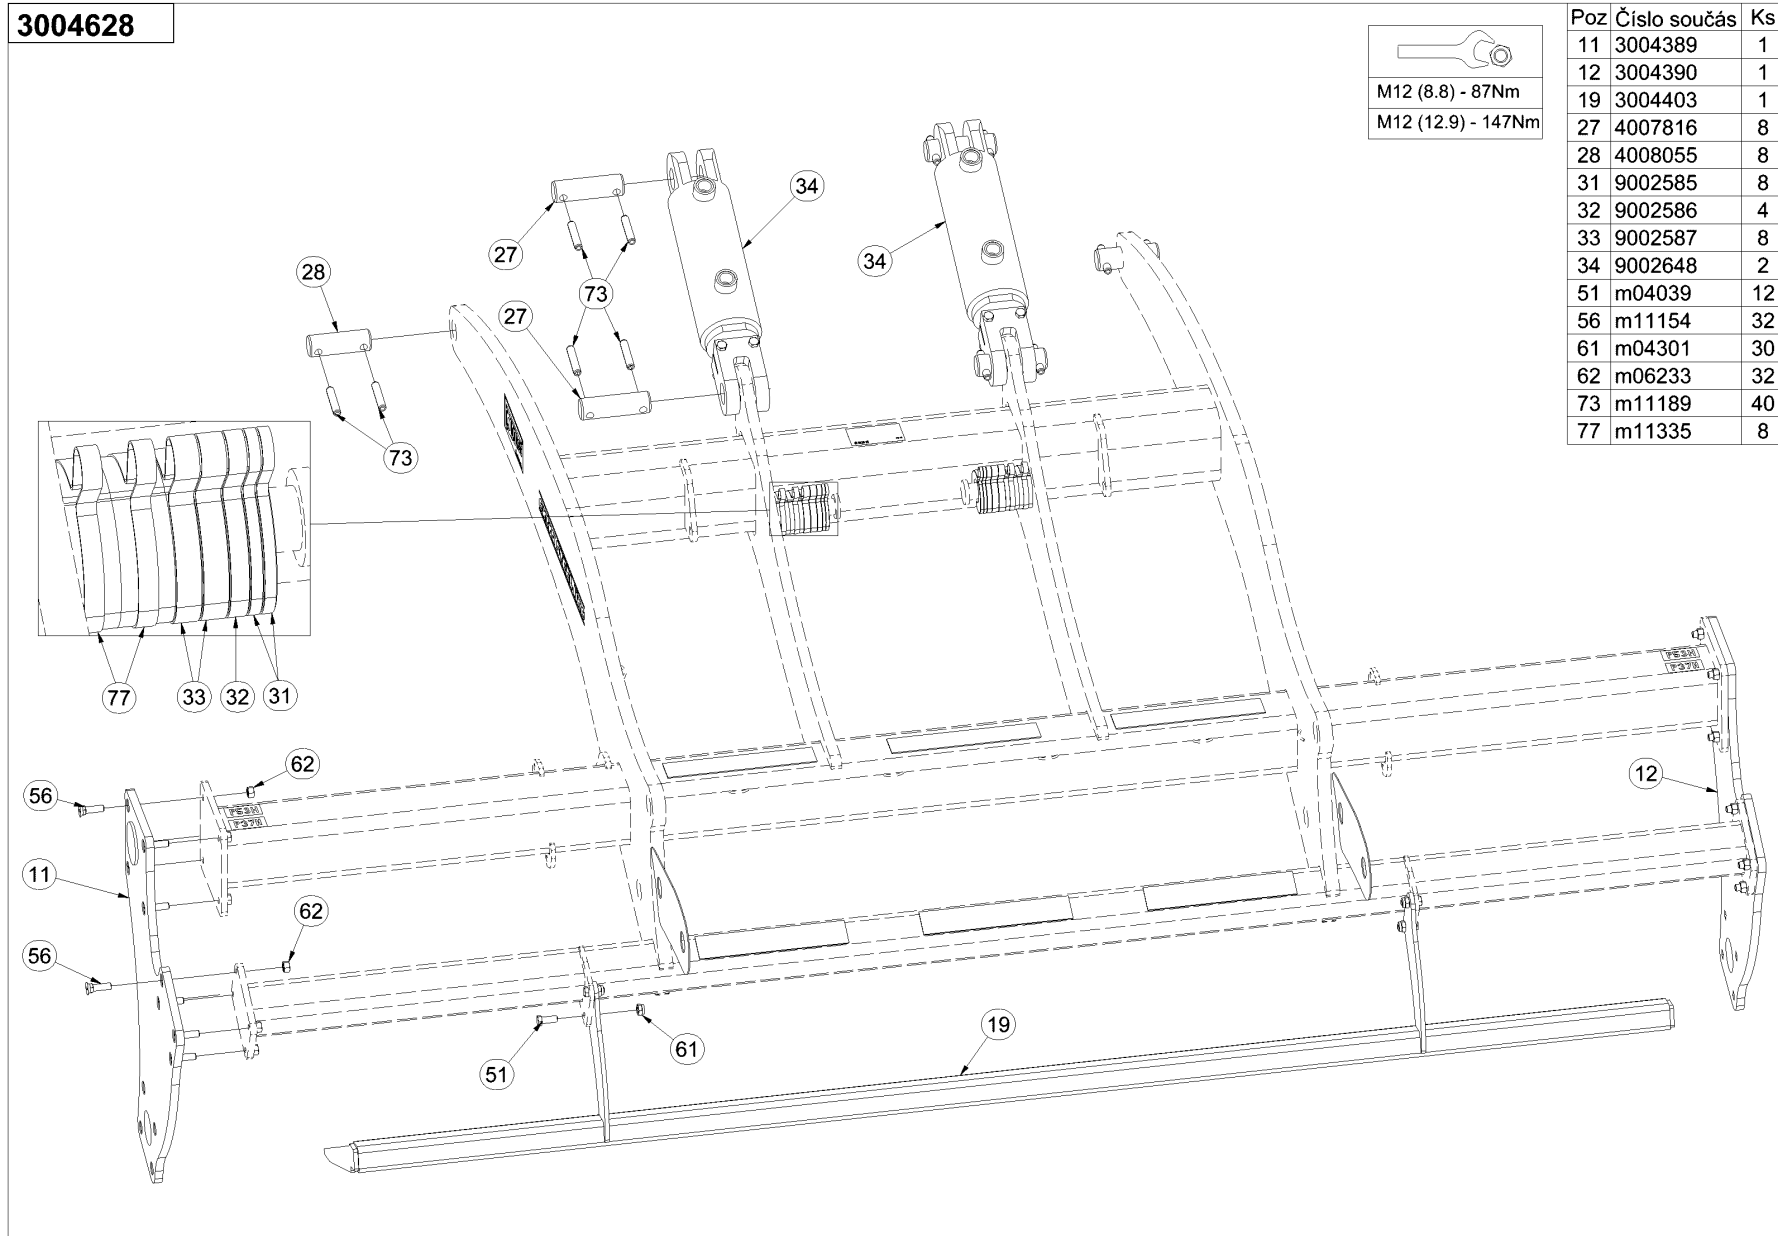 3004628
M12 (8.8) - 87Nm
M12 (12.9) - 147Nm
Poz Číslo součás Ks
11 3004389 1
12 3004390 1
19 3004403 1
27 4007816 8
28 4008055 8
31 9002585 8
32 9002586 4
33 9002587 8
34 9002648 2
51 m04039 12
56 m11154 32
61 m04301 30
62 m06233 32
73 m11189 40
77 m11335 8
34
27
34
28
73
27
73
77
33
32
31
P53N
P37N
62
56
12
P53N
P37N
11
62
56
19
61
51